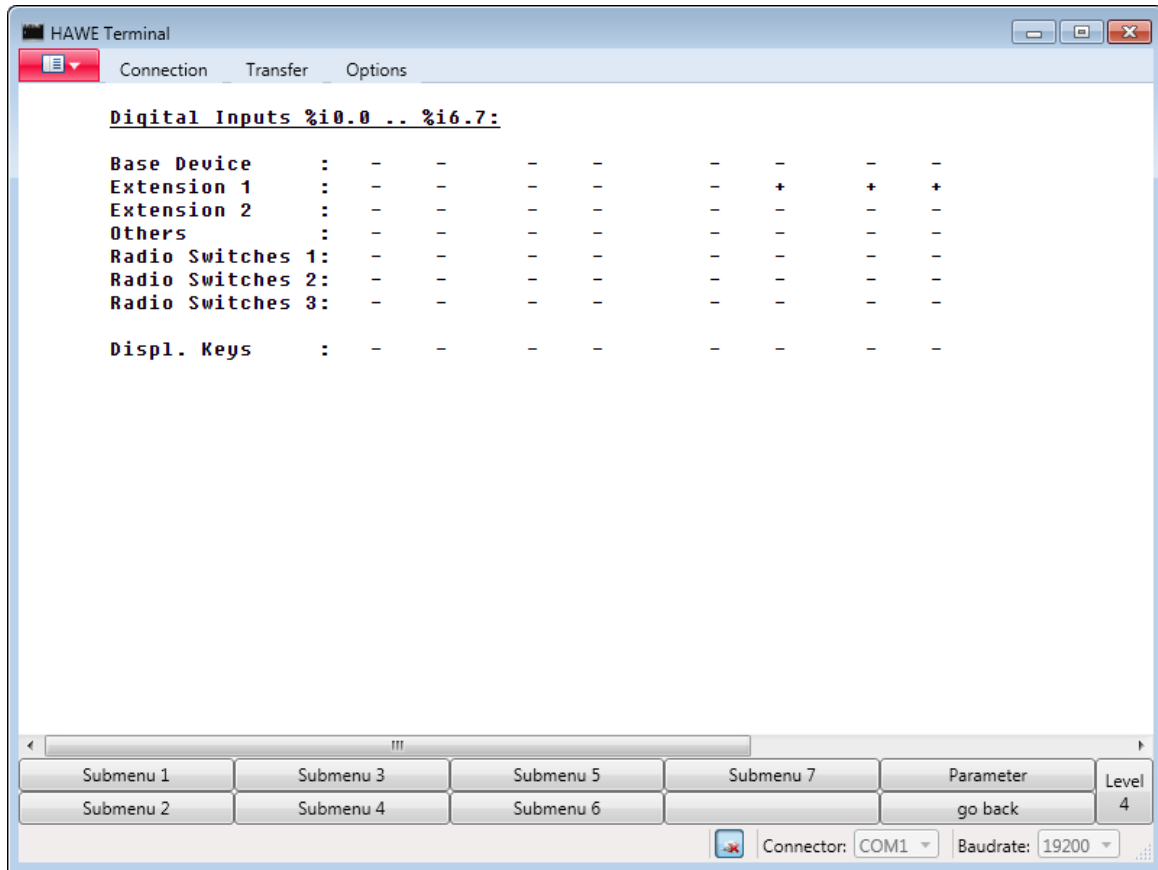 HAWE Terminal
Connection Transfer Options
Digital Inputs %i0.0 .. %i6.7:
Base Device : - - - - - - - -
Extension 1 : - - - - - + + +
Extension 2 : - - - - - - - -
Others : - - - - - - - -
Radio Switches 1: - - - - - - - -
Radio Switches 2: - - - - - - - -
Radio Switches 3: - - - - - - - -
Displ. Keys : - - - - - - - -
Submenu 1 Submenu 3 Submenu 5 Submenu 7 Parameter Level
Submenu 2 Submenu 4 Submenu 6 go back 4
Connector: COM1 Baudrate: 19200